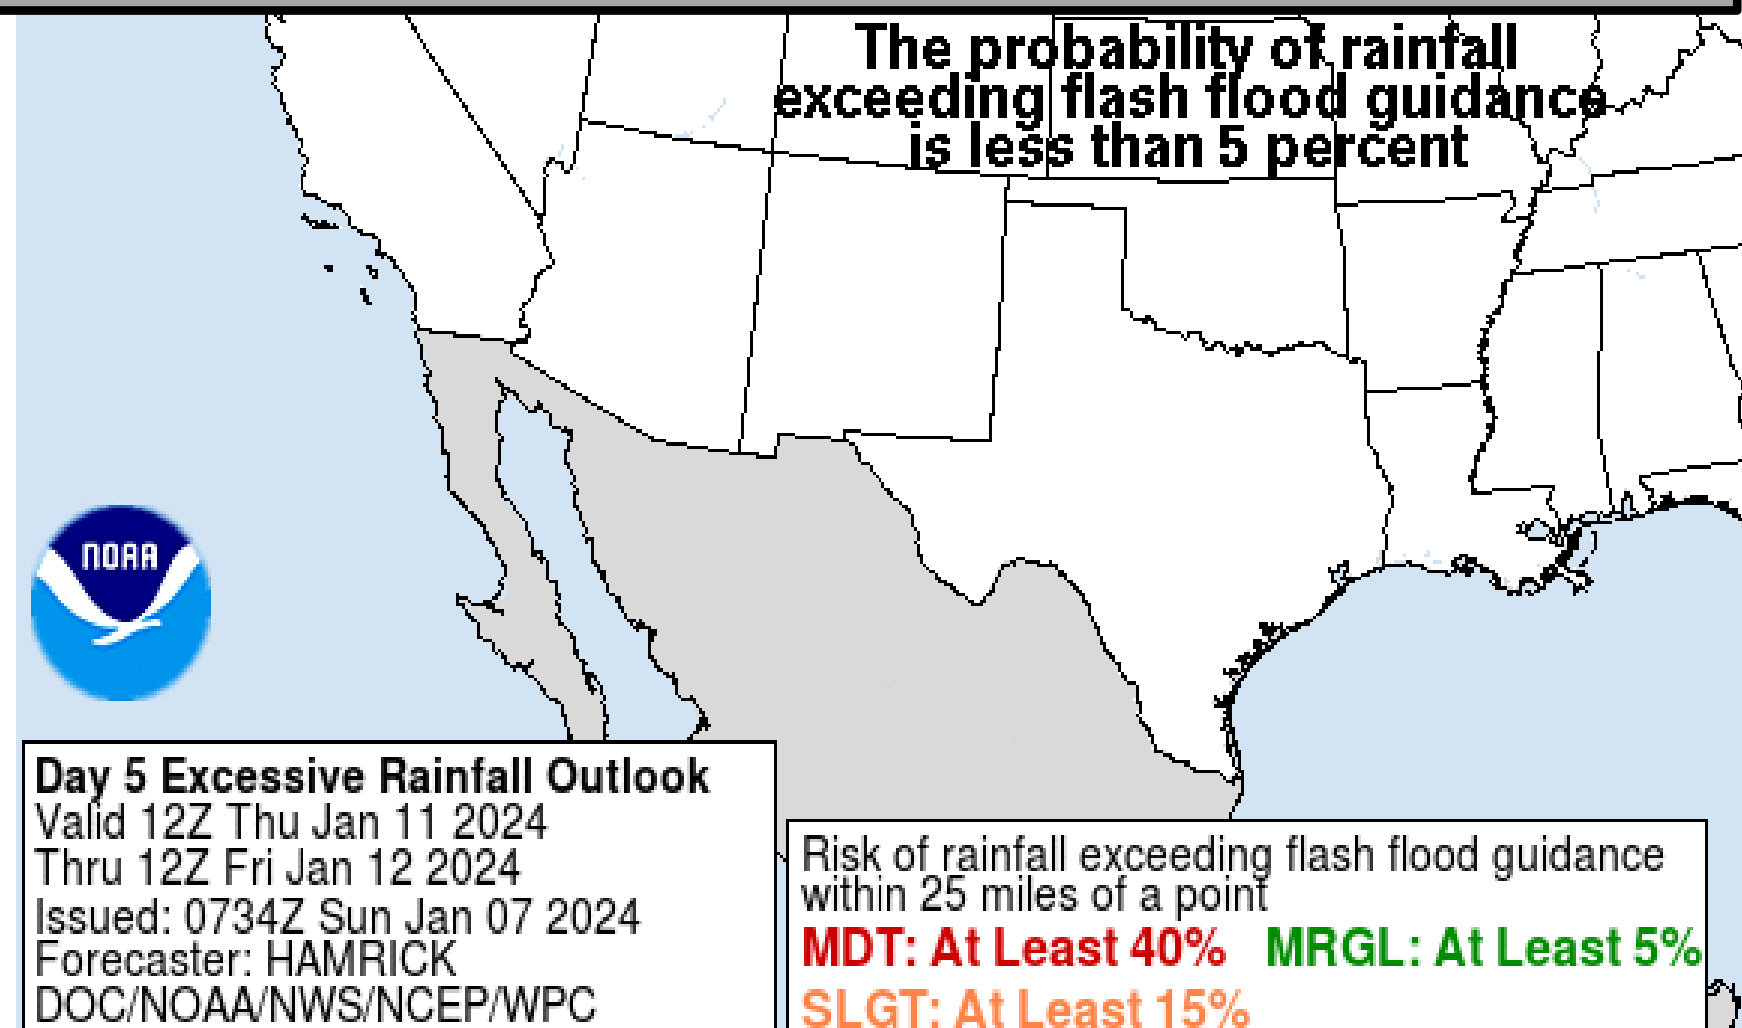 The probability of rainfall
exceeding flash flood guidance
is less than 5 percent
NOAA
Day 5 Excessive Rainfall Outlook
Valid 12Z Thu Jan 11 2024
Thru 12Z Fri Jan 12 2024
Issued: 0734Z Sun Jan 07 2024
Forecaster: HAMRICK
DOC/NOAA/NWS/NCEP/WPC
Risk of rainfall exceeding flash flood guidance
within 25 miles of a point
MDT: At Least 40% MRGL: At Least 5%
SLGT: At Least 15%